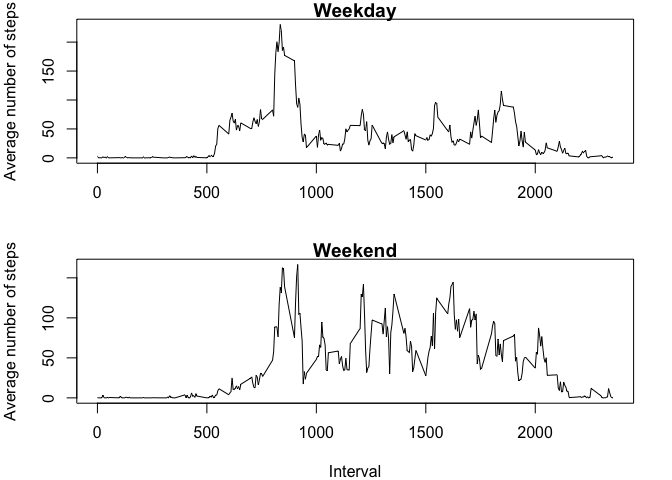 Weekday
Average number of steps
0 50 150
0 500 1000 1500 2000
Weekend
Average number of steps
0 50 100
0 500 1000 1500 2000
Interval